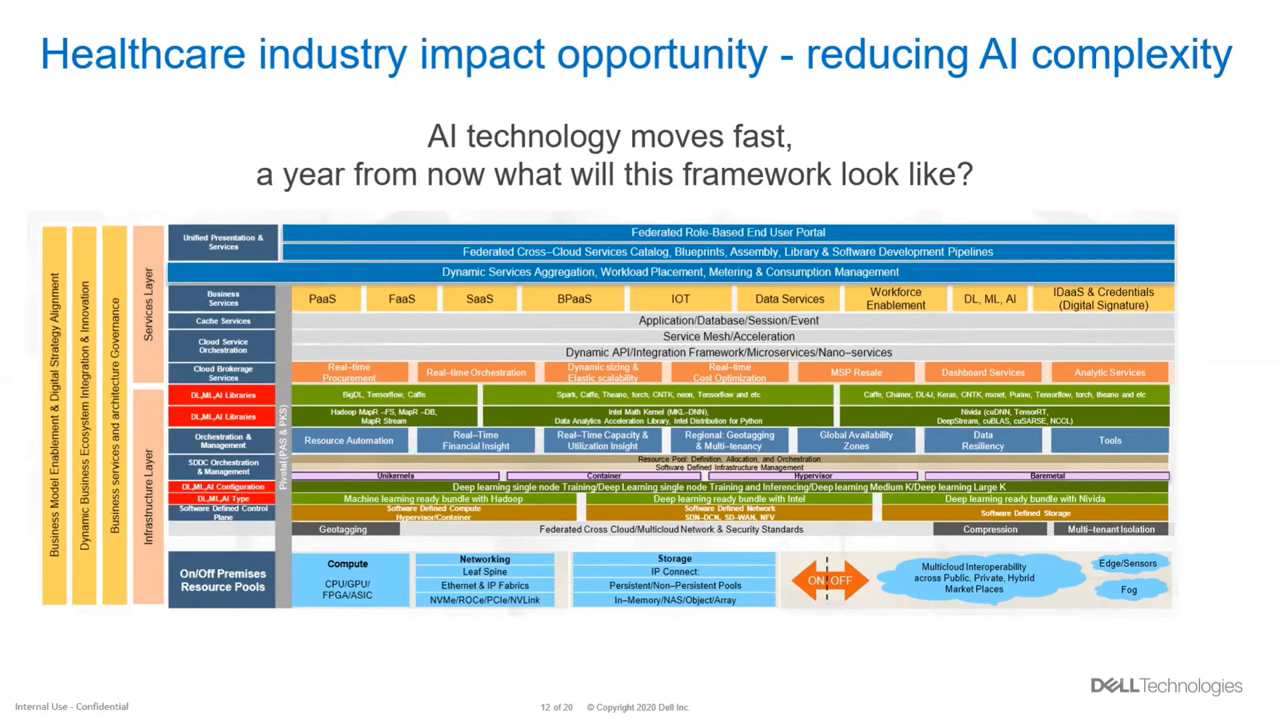 Healthcare industry impact opportunity - reducing AI complexity
AI technology moves fast,
a year from now what will this framework look like?
Business Model Enablement & Digital Strategy Alignment
Dynamic Business Ecosystem Integration & Innovation
Business services and architecture Governance
Services Layer
Infrastructure Layer
Unified Presentation &
Services
Federated Role-Based End User Portal
Federated Cross–Cloud Services Catalog, Blueprints, Assembly, Library & Software Development Pipelines
Dynamic Services Aggregation, Workload Placement, Metering & Consumption Management
Pivotal (PAS & PKS)
Business
Services
PaaS
FaaS
SaaS
BPaaS
IOT
Data Services
Workforce
Enablement
DL, ML, AI
IDaaS & Credentials
(Digital Signature)
Cache Services
Application/Database/Session/Event
Cloud Service
Orchestration
Service Mesh/Acceleration
Dynamic API/Integration Framework/Microservices/Nano–services
Cloud Brokerage
Services
Real–time
Procurement
Real–time Orchestration
Dynamic sizing &
Elastic scalability
Real–time
Cost Optimization
MSP Resale
Dashboard Services
Analytic Services
DL,ML,AI Libraries
BigDL, Tensorflow, Caffe
Spark, Caffe, Theano, torch, CNTK, neon, Tensorflow and etc
Caffe, Chainer, DL4J, Keras, CNTK, mxnet, Purine, Tensorflow, torch, theano and etc
DL,ML,AI Libraries
Hadoop MapR –FS, MapR –DB,
MapR Stream
Intel Math Kernel (MKL–DNN),
Data Analytics Acceleration Library, Intel Distribution for Python
Nvidia (cuDNN, TensorRT,
DeepStream, cuBLAS, cuSARSE, NCCL)
Orchestration &
Management
Resource Automation
Real–Time
Financial Insight
Real–Time Capacity &
Utilization Insight
Regional: Geotagging
& Multi–tenancy
Global Availability
Zones
Data
Resiliency
Tools
SDDC Orchestration
& Management
Resource Pool: Definition, Allocation, and Orchestration.
Software Defined Infrastructure Management
Unikernels
Container
Hypervisor
Baremetal
DL,ML,AI Configuration
Deep learning single node Training/Deep Learning single node Training and Inferencing/Deep learning Medium K/Deep learning Large K
DL,ML,AI Type
Machine learning ready bundle with Hadoop
Deep learning ready bundle with Intel
Deep learning ready bundle with Nivida
Software Defined Control
Plane
Software Defined Compute
Hypervisor/Container
Software Defined Network
SDN–DCN, SD–WAN, NFV
Software Defined Storage
Geotagging
Federated Cross Cloud/Multicloud Network & Security Standards
Compression
Multi–tenant Isolation
On/Off Premises
Resource Pools
Compute
CPU/GPU/
FPGA/ASIC
Networking
Leaf Spine
Ethernet & IP Fabrics
NVMe/ROCe/PCIe/NVLink
Storage
IP Connect:
Persistent/Non–Persistent Pools
In–Memory/NAS/Object/Array
ON OFF
Multicloud Interoperability
across Public, Private, Hybrid
Market Places
Edge/Sensors
Fog
DELLTechnologies
Internal Use - Confidential
12 of 20
© Copyright 2020 Dell Inc.